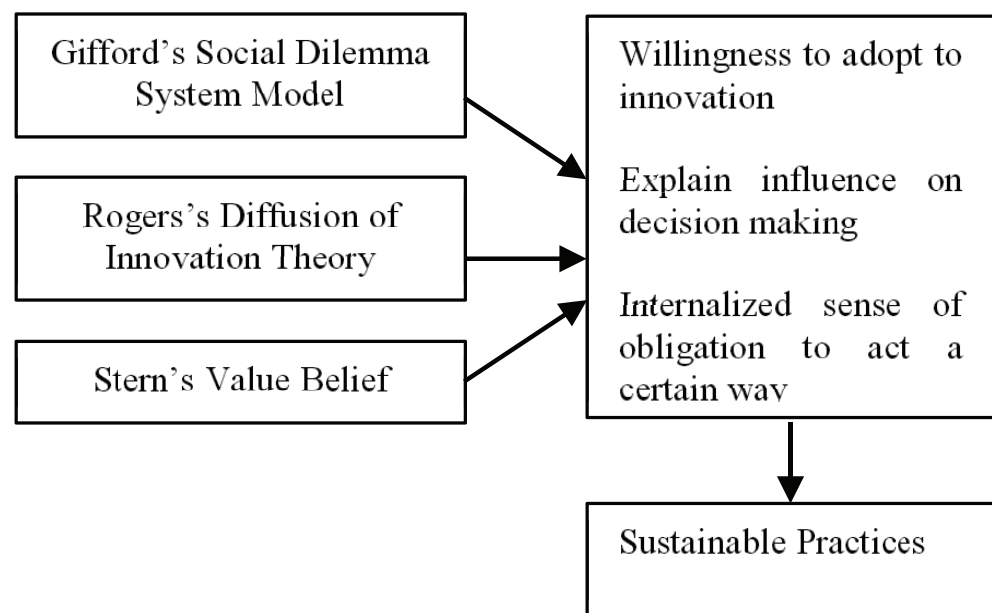 Gifford’s Social Dilemma
System Model
Rogers’s Diffusion of
Innovation Theory
Stern’s Value Belief
Willingness to adopt to
innovation
Explain influence on
decision making
Internalized sense of
obligation to act a
certain way
Sustainable Practices